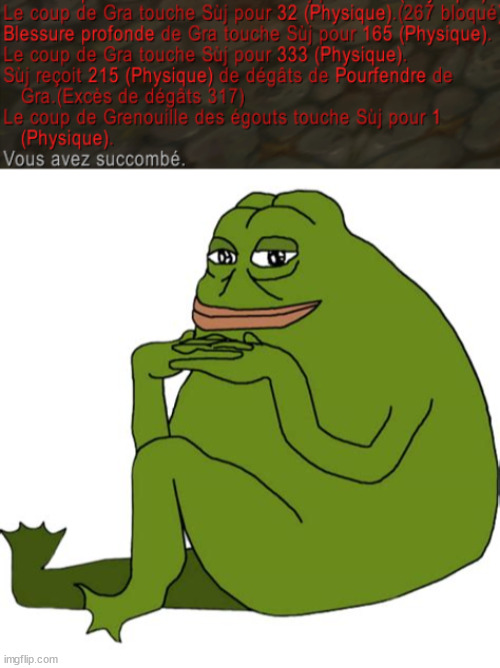 Le coup de Gra touche Sùj pour 32 (Physique).(267 bloqué
Blessure profonde de Gra touche Sùj pour 165 (Physique).
Le coup de Gra touche Sùj pour 333 (Physique).
Sùj reçoit 215 (Physique) de dégâts de Pourfendre de
Gra.(Excès de dégâts 317)
Le coup de Grenouille des égouts touche Sùj pour 1
(Physique).
Vous avez succombé.
imgflip.com